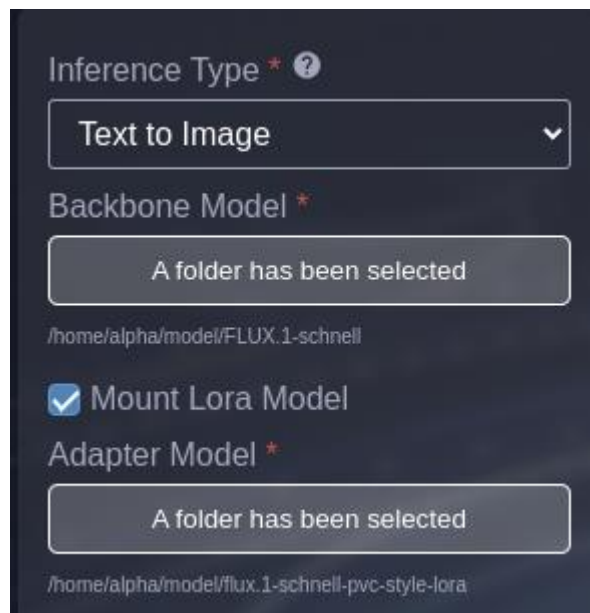 Inference Type *
Text to Image
Backbone Model *
A folder has been selected
/home/alpha/model/FLUX.1-schnell
Mount Lora Model
Adapter Model *
A folder has been selected
/home/alpha/model/flux.1-schnell-pvc-style-lora